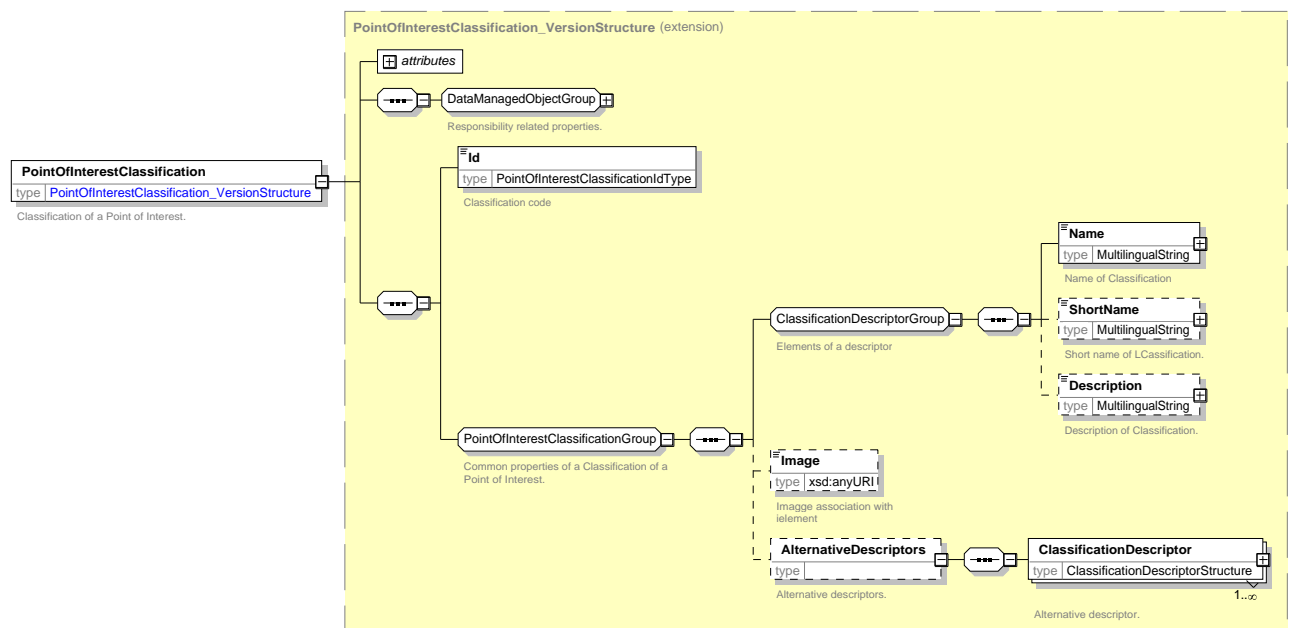 PointOfInterestClassification_VersionStructure (extension)
attributes
DataManagedObjectGroup
Responsibility related properties.
PointOfInterestClassification
type PointOfInterestClassification_VersionStructure
Classification of a Point of Interest.
Id
type PointOfInterestClassificationIdType
Classification code
Name
type MultilingualString
Name of Classification
ClassificationDescriptorGroup
Elements of a descriptor
ShortName
type MultilingualString
Short name of LCassification.
Description
type MultilingualString
Description of Classification.
PointOfInterestClassificationGroup
Common properties of a Classification of a
Point of Interest.
Image
type xsd:anyURI
Imagge association with
ielement
AlternativeDescriptors
type
Alternative descriptors.
ClassificationDescriptor
type ClassificationDescriptorStructure
1..∞
Alternative descriptor.